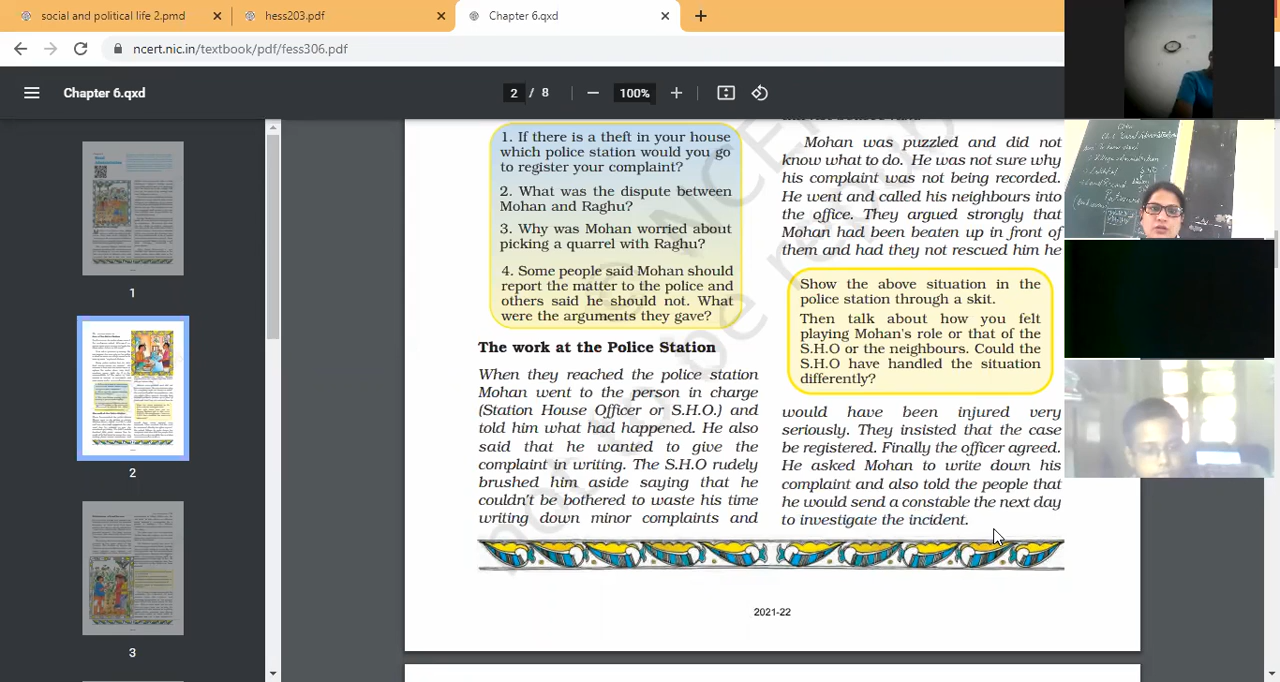 social and political life 2.pmd
hess203.pdf
Chapter 6.qxd
ncert.nic.in/textbook/pdf/fess306.pdf
Chapter 6.qxd
2 / 8
100%
1
2
3
1. If there is a theft in your house
which police station would you go
to register your complaint?
2. What was the dispute between
Mohan and Raghu?
3. Why was Mohan worried about
picking a quarrel with Raghu?
4. Some people said Mohan should
report the matter to the police and
others said he should not. What
were the arguments they gave?
The work at the Police Station
When they reached the police station
Mohan went to the person in charge
(Station House Officer or S.H.O.) and
told him what had happened. He also
said that he wanted to give the
complaint in writing. The S.H.O rudely
brushed him aside saying that he
couldn't be bothered to waste his time
writing down minor complaints and
Mohan was puzzled and did not
know what to do. He was not sure why
his complaint was not being recorded.
He went and called his neighbours into
the office. They argued strongly that
Mohan had been beaten up in front of
them and had they not rescued him he
Show the above situation in the
police station through a skit.
Then talk about how you felt
playing Mohan's role or that of the
S.H.O or the neighbours. Could the
S.H.O have handled the situation
differently?
would have been injured very
seriously. They insisted that the case
be registered. Finally the officer agreed.
He asked Mohan to write down his
complaint and also told the people that
he would send a constable the next day
to investigate the incident.
2021-22